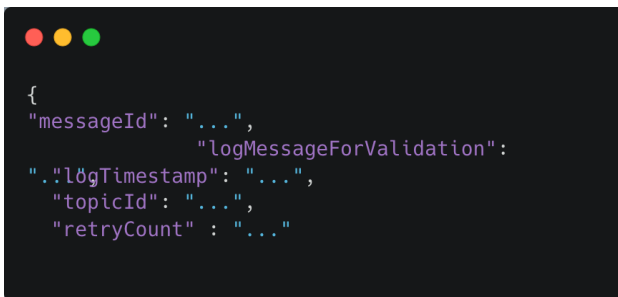 {
"messageId": "...",
"logMessageForValidation":
"...",
"logTimestamp": "...",
"topicId": "...",
"retryCount" : "..."